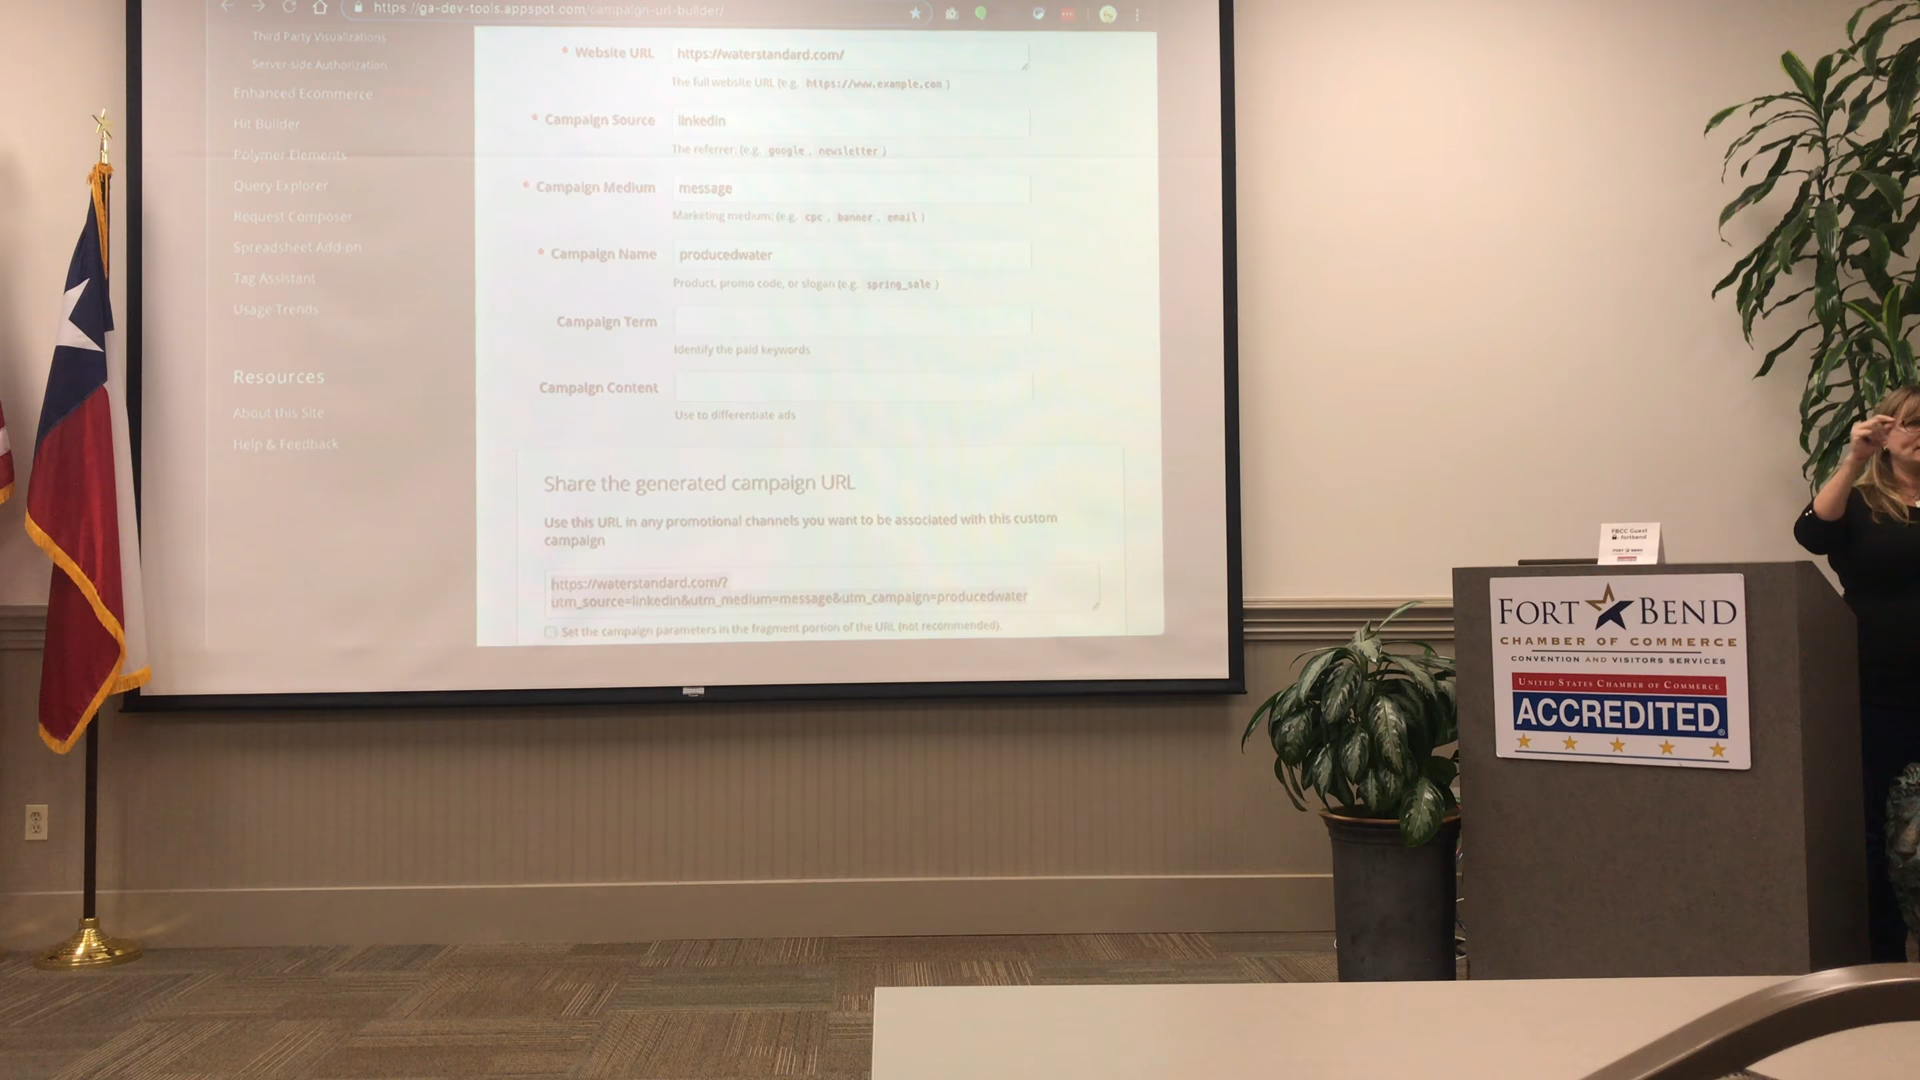 https://ga-dev-tools.appspot.com/campaign-url-builder/
Third Party Visualizations
Server-side Authorization
Enhanced Ecommerce
Hit Builder
Polymer Elements
Query Explorer
Request Composer
Spreadsheet Add-on
Tag Assistant
Usage Trends
Resources
About this Site
Help & Feedback
* Website URL https://waterstandard.com/
The full website URL (e.g. https://www.example.com )
* Campaign Source linkedin
The referrer: (e.g. google , newsletter )
* Campaign Medium message
Marketing medium: (e.g. cpc , banner , email )
* Campaign Name producedwater
Product, promo code, or slogan (e.g. spring_sale )
Campaign Term
Identify the paid keywords
Campaign Content
Use to differentiate ads
Share the generated campaign URL
Use this URL in any promotional channels you want to be associated with this custom
campaign
https://waterstandard.com/?
utm_source=linkedin&utm_medium=message&utm_campaign=producedwater
Set the campaign parameters in the fragment portion of the URL (not recommended).
FBCC Guest
fortbend
FORT BEND
FORT BEND
CHAMBER OF COMMERCE
CONVENTION AND VISITORS SERVICES
UNITED STATES CHAMBER OF COMMERCE
ACCREDITED®